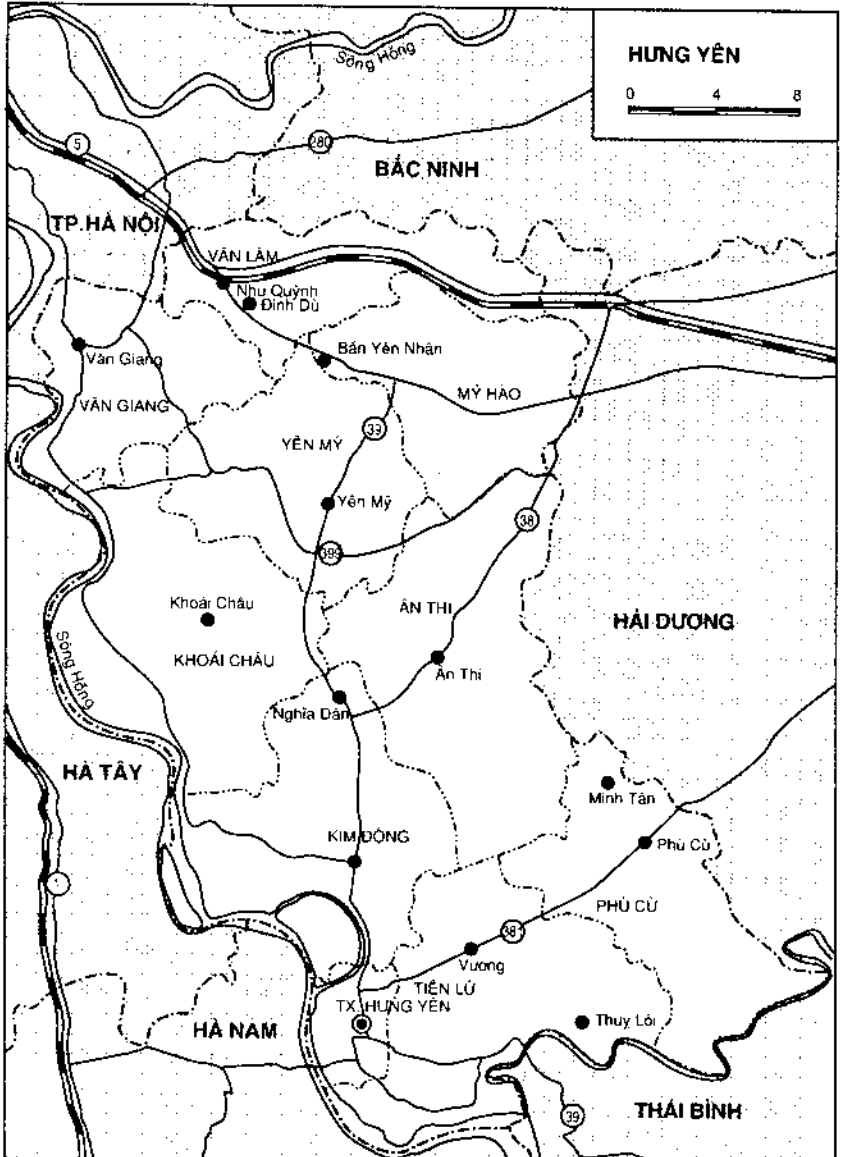 Sông Hồng
HƯNG YÊN
0 4 8
5
280
BẮC NINH
TP.HÀ NỘI
VĂN LÂM
Như Quỳnh
Đình Dù
Văn Giang
Bần Yên Nhân
VĂN GIANG
MỸ HÀO
39
YÊN MỸ
Yên Mỹ
38
399
Khoái Châu
ÂN THI
HẢI DƯƠNG
KHOÁI CHÂU
Ân Thi
Sông Hồng
Nghĩa Dân
HÀ TÂY
Minh Tân
KIM ĐỘNG
Phù Cừ
1
PHÙ CỪ
381
Vương
TIÊN LỮ
TX. HƯNG YÊN
HÀ NAM
Thuỵ Lôi
39
THÁI BÌNH